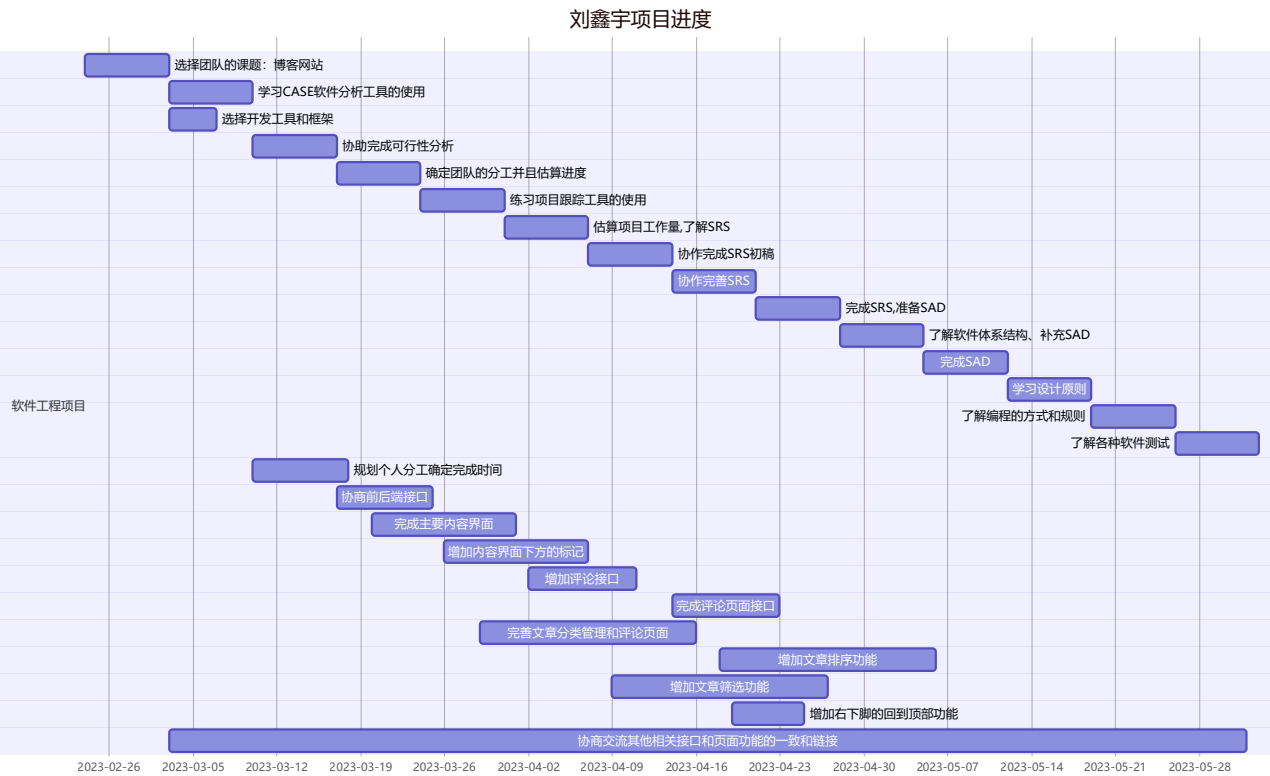 刘鑫宇项目进度
选择团队的课题：博客网站
学习CASE软件分析工具的使用
选择开发工具和框架
协助完成可行性分析
确定团队的分工并且估算进度
练习项目跟踪工具的使用
估算项目工作量,了解SRS
协作完成SRS初稿
协作完善SRS
完成SRS,准备SAD
了解软件体系结构、补充SAD
完成SAD
学习设计原则
软件工程项目
了解编程的方式和规则
了解各种软件测试
规划个人分工确定完成时间
协商前后端接口
完成主要内容界面
增加内容界面下方的标记
增加评论接口
完成评论页面接口
完善文章分类管理和评论页面
增加文章排序功能
增加文章筛选功能
增加右下脚的回到顶部功能
协商交流其他相关接口和页面功能的一致和链接
2023-02-26 2023-03-05 2023-03-12 2023-03-19 2023-03-26 2023-04-02 2023-04-09 2023-04-16 2023-04-23 2023-04-30 2023-05-07 2023-05-14 2023-05-21 2023-05-28